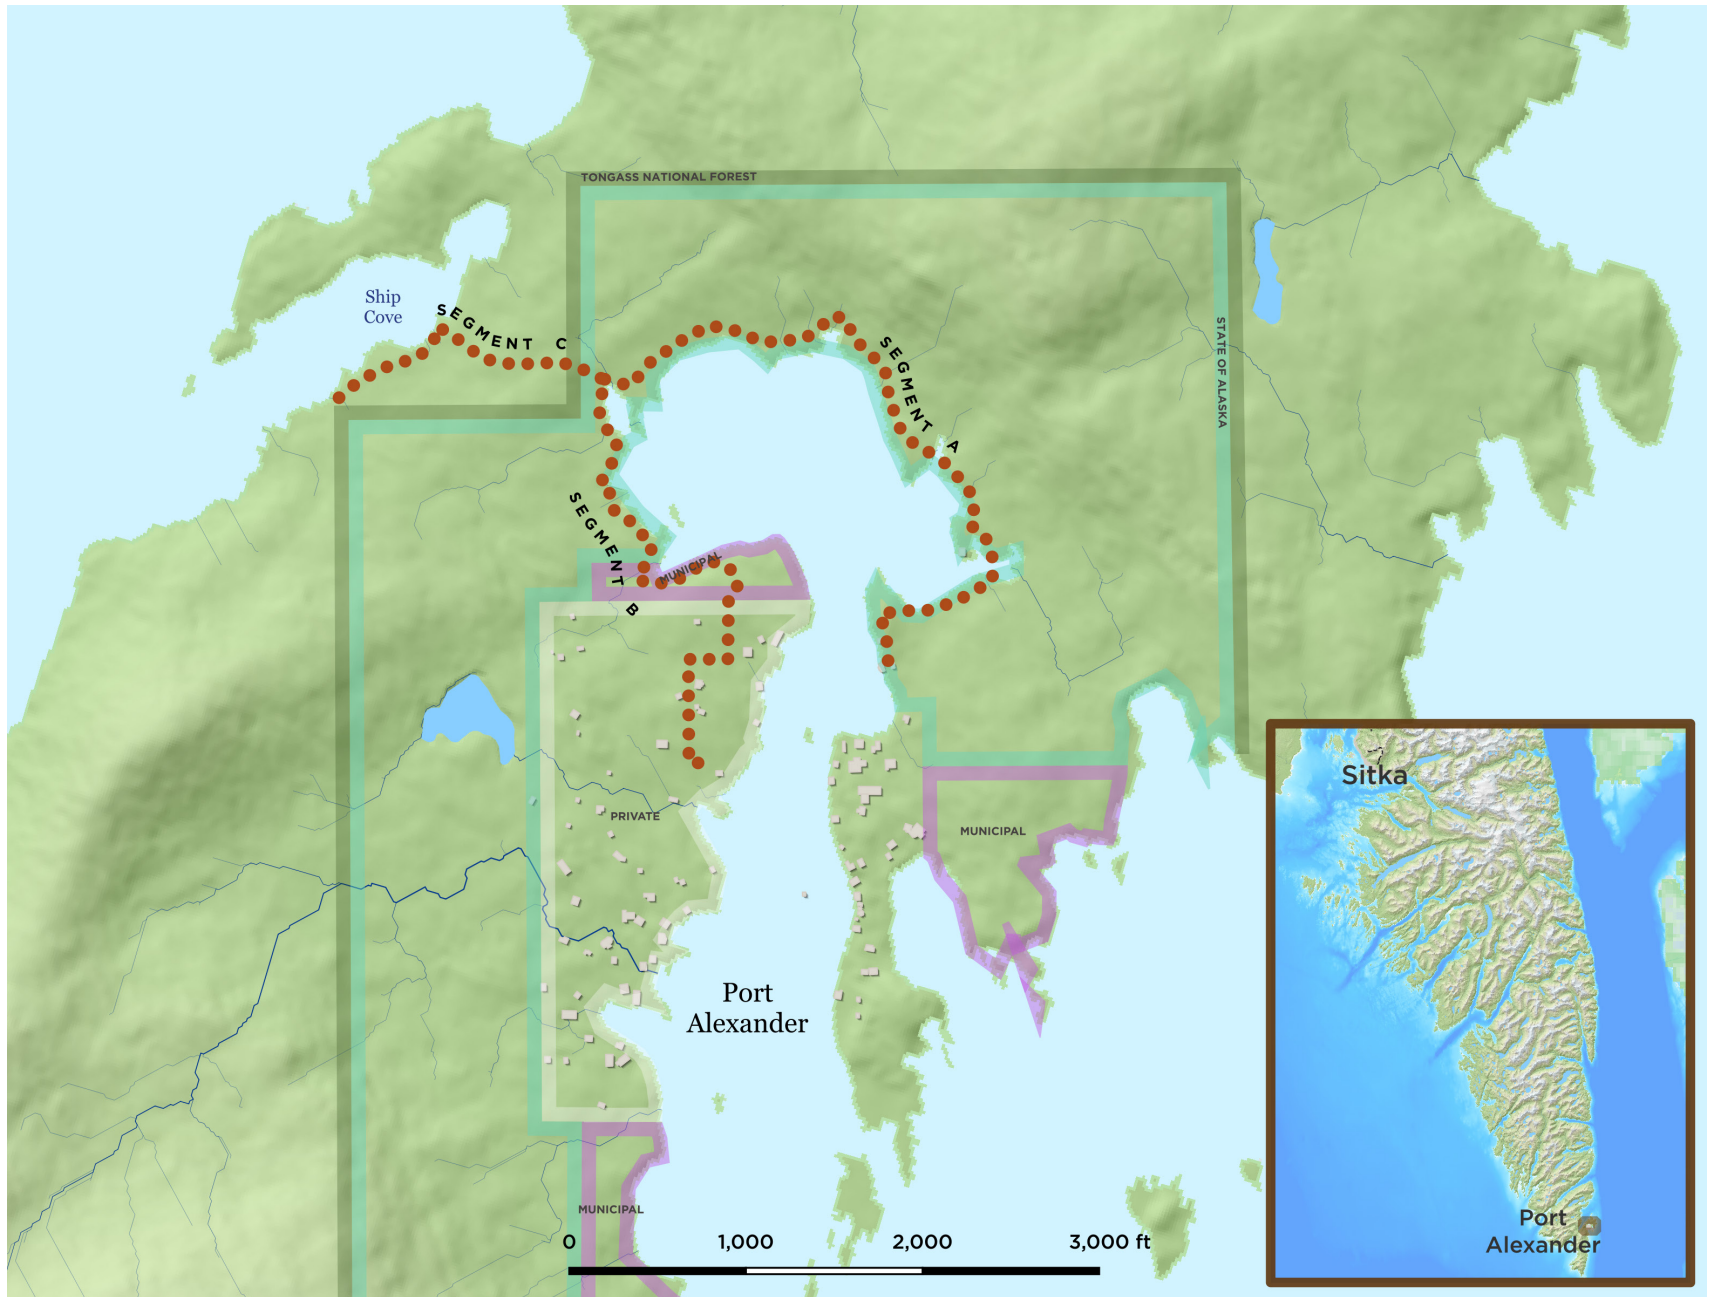 TONGASS NATIONAL FOREST
Ship
Cove
SEGMENT C
SEGMENT A
STATE OF ALASKA
SEGMENT B
MUNICIPAL
PRIVATE
MUNICIPAL
Port
Alexander
MUNICIPAL
0 1,000 2,000 3,000 ft
Sitka
Port
Alexander